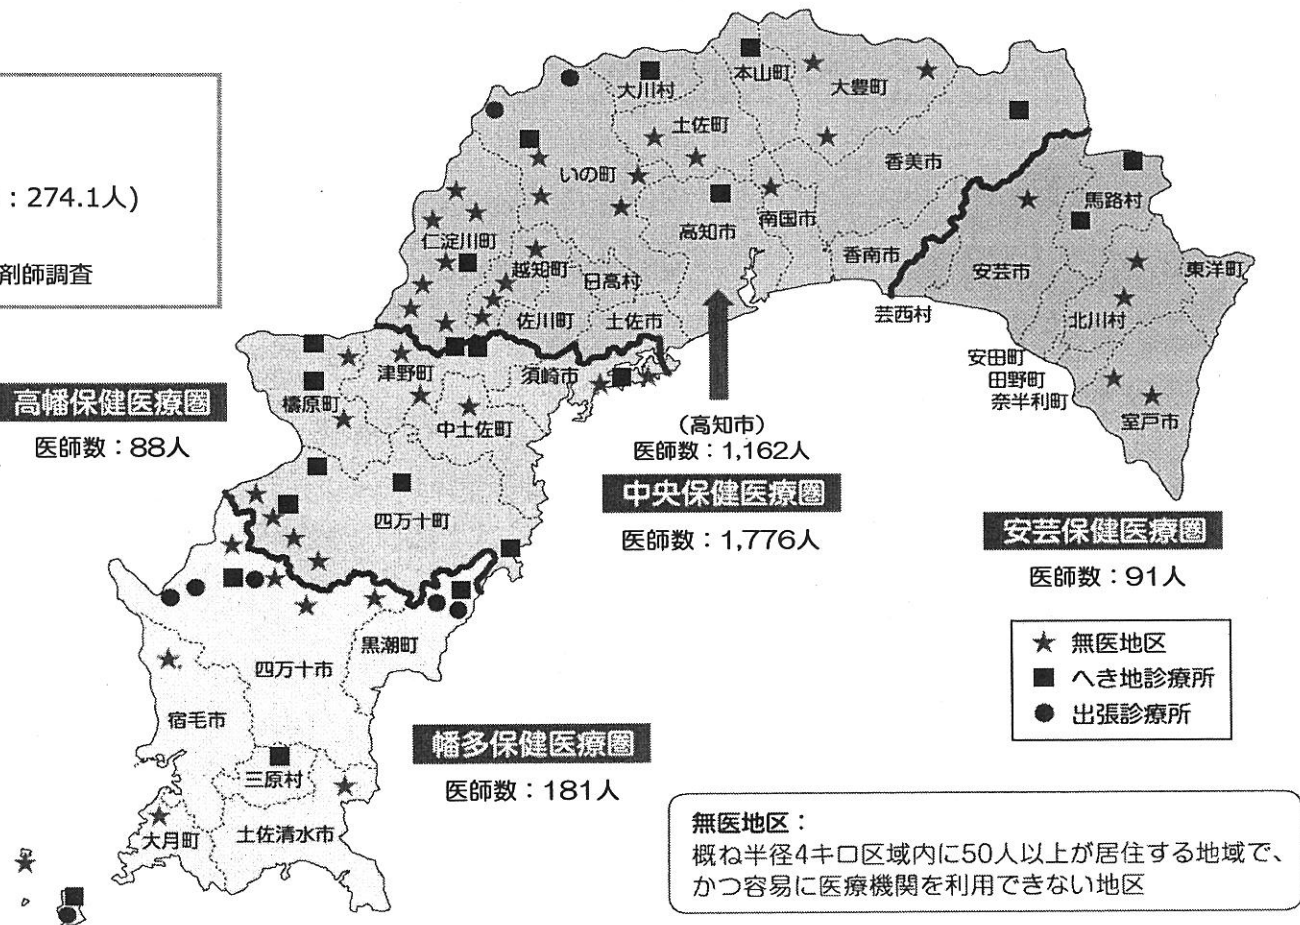 ：274.1人)
剤師調査
本山町
大川村
大豊町
土佐町
香美市
いの町
馬路村
高知市
南国市
仁淀川町
香南市
安芸市
東洋町
越知町
日高村
佐川町
土佐市
芸西村
北川村
津野町
須崎市
安田町
田野町
奈半利町
高幡保健医療圏
檮原町
室戸市
中土佐町
医師数：88人
(高知市)
医師数：1,162人
中央保健医療圏
医師数：1,776人
四万十町
安芸保健医療圏
医師数：91人
★ 無医地区
■ へき地診療所
● 出張診療所
黒潮町
四万十市
宿毛市
幡多保健医療圏
三原村
医師数：181人
大月町
土佐清水市
無医地区：
概ね半径4キロ区域内に50人以上が居住する地域で、
かつ容易に医療機関を利用できない地区